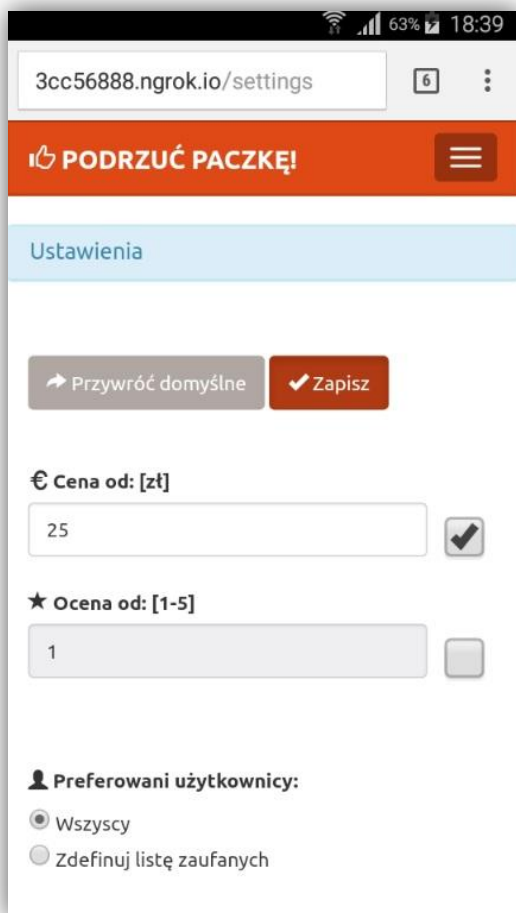 63% 18:39
3cc56888.ngrok.io/settings 6
PODRZUĆ PACZKĘ!
Ustawienia
Przywróć domyślne Zapisz
€ Cena od: [zł]
25
★ Ocena od: [1-5]
1
Preferowani użytkownicy:
Wszyscy
Zdefinuj listę zaufanych